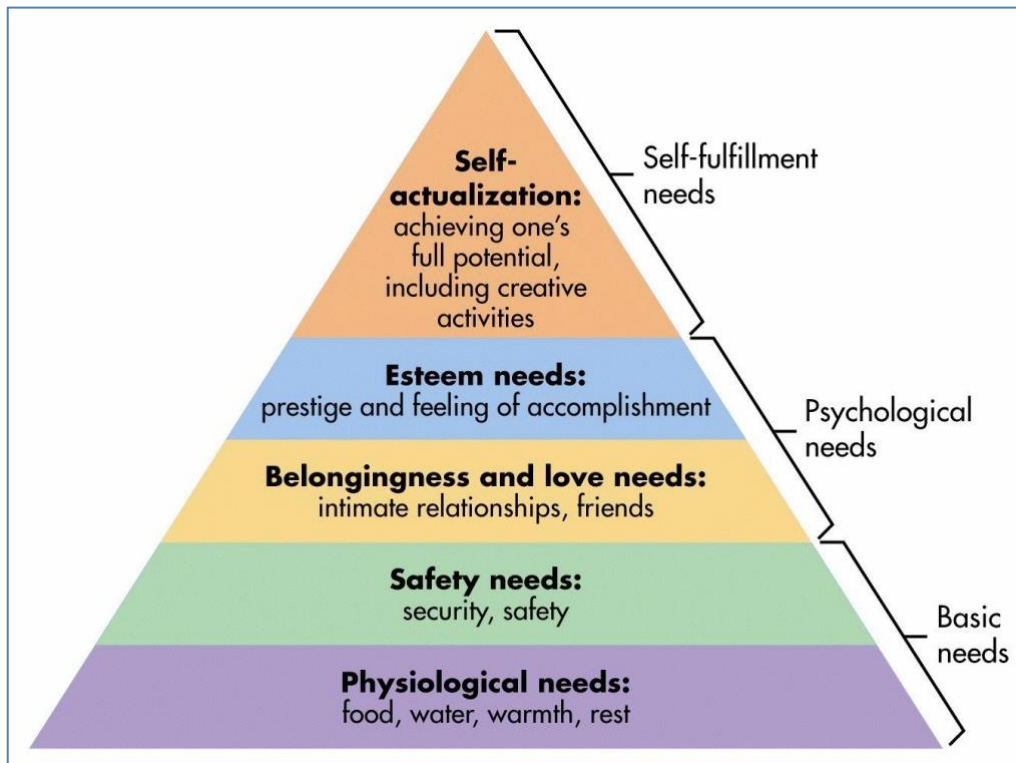 Self-
actualization:
achieving one's
full potential,
including creative
activities
Self-fulfillment
needs
Esteem needs:
prestige and feeling of accomplishment
Belongingness and love needs:
intimate relationships, friends
Psychological
needs
Safety needs:
security, safety
Physiological needs:
food, water, warmth, rest
Basic
needs